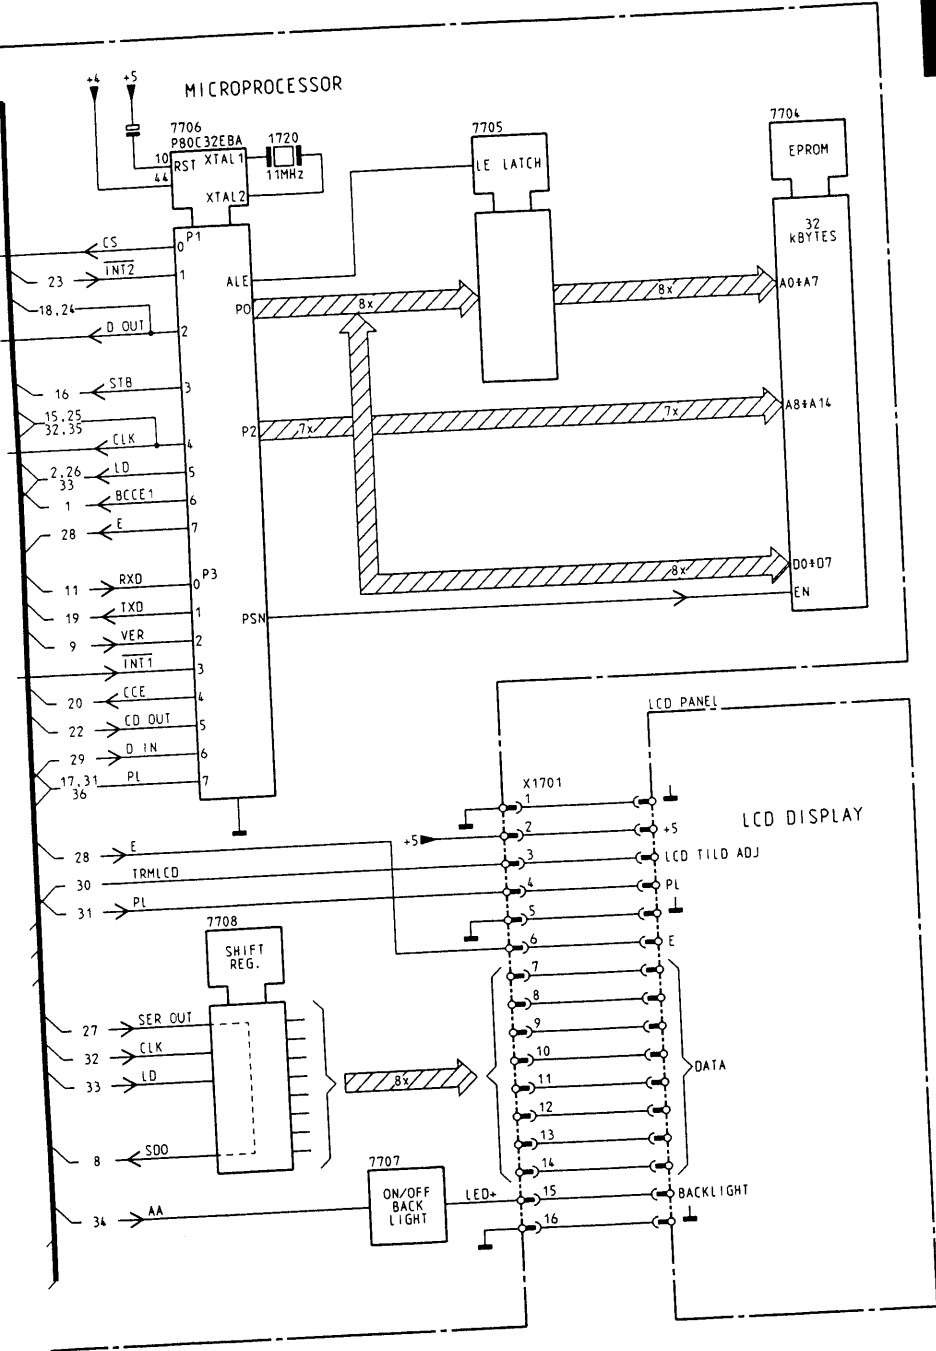 +4
+5
MICROPROCESSOR
7706
P80C32EBA
10
RST
XTAL1
44
XTAL2
1720
11MHz
7705
LE LATCH
7704
EPROM
32
kBYTES
P1
CS
0
23
INT2
1
18,24
D OUT
2
16
STB
3
15,25
32,35
CLK
4
2,26
33
LD
5
1
BCCE1
6
28
E
7
ALE
P0
8x
8x
A0÷A7
P2
7x
7x
A8÷A14
8x
D0÷D7
PSN
EN
P3
11
RXD
0
19
TXD
1
9
VER
2
INT1
3
20
CCE
4
22
CD OUT
5
29
D IN
6
17,31
36
PL
7
28
E
30
TRMLCD
31
PL
7708
SHIFT
REG.
27
SER OUT
32
CLK
33
LD
8
SDO
8x
7707
ON/OFF
BACK
LIGHT
34
AA
LED+
LCD PANEL
LCD DISPLAY
X1701
1
+5
2
+5
3
LCD TILD ADJ
4
PL
5
6
E
7
8
9
10
DATA
11
12
13
14
15
BACKLIGHT
16